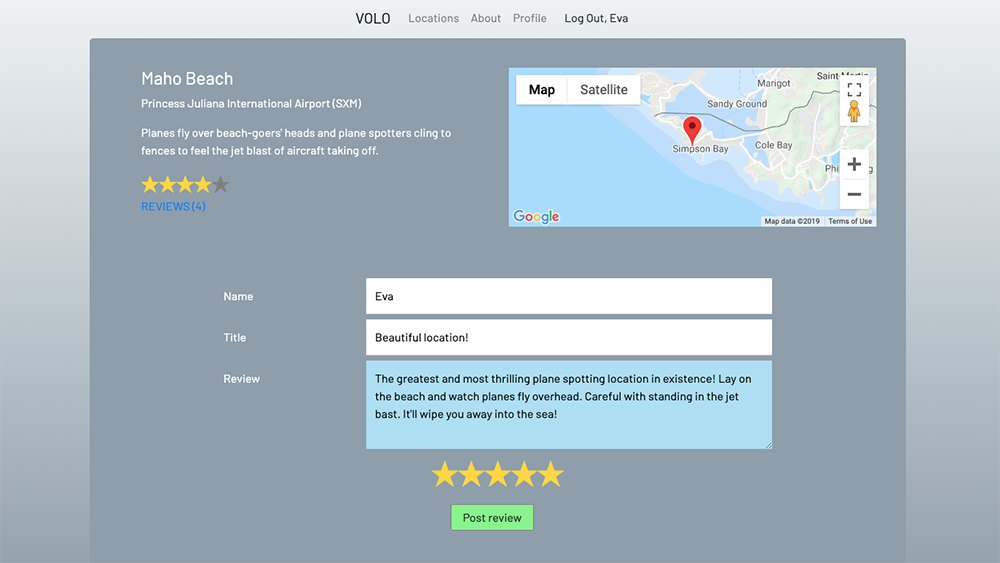 VOLO Locations About Profile Log Out, Eva
Maho Beach
Princess Juliana International Airport (SXM)
Planes fly over beach-goers' heads and plane spotters cling to
fences to feel the jet blast of aircraft taking off.
REVIEWS (4)
Map Satellite
Marigot
Sandy Ground
Simpson Bay
Cole Bay
Google
Map data ©2019 Terms of Use
Name Eva
Title Beautiful location!
Review
The greatest and most thrilling plane spotting location in existence! Lay on
the beach and watch planes fly overhead. Careful with standing in the jet
bast. It'll wipe you away into the sea!
Post review